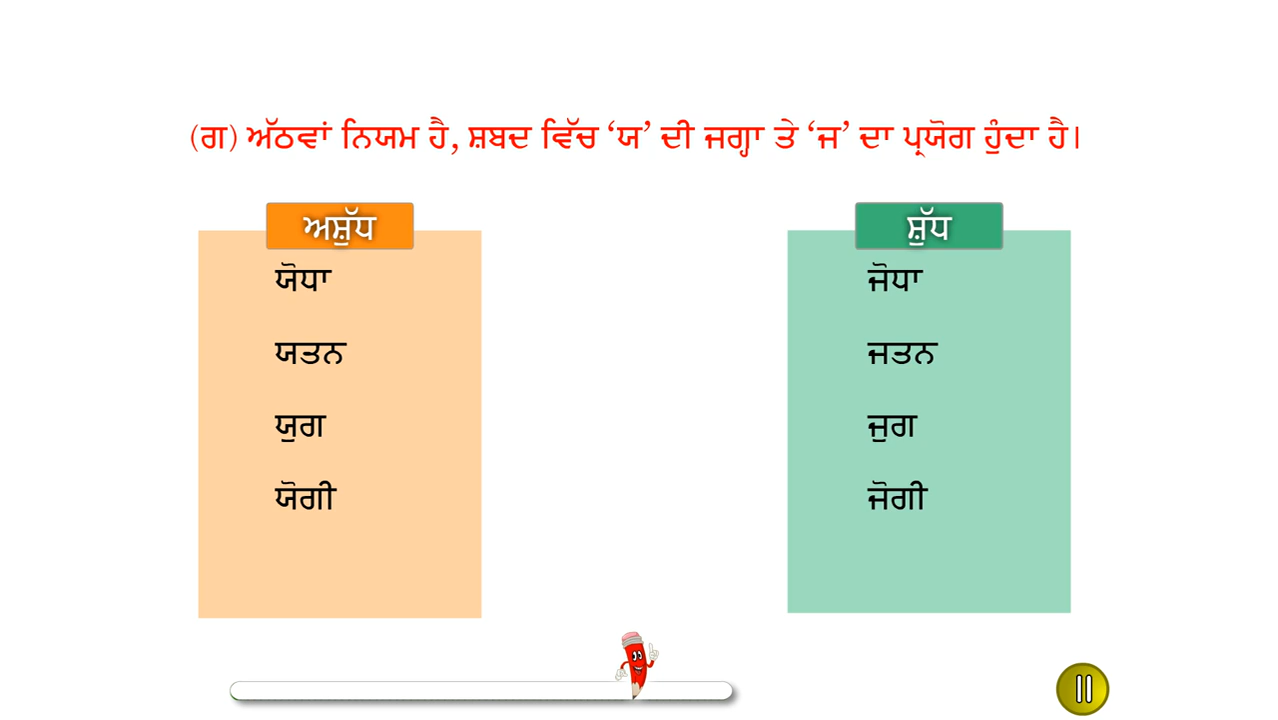 (ਗ) ਅੱਠਵਾਂ ਨਿਯਮ ਹੈ, ਸ਼ਬਦ ਵਿੱਚ ‘ਯ’ ਦੀ ਜਗ੍ਹਾ ਤੇ ‘ਜ’ ਦਾ ਪ੍ਰਯੋਗ ਹੁੰਦਾ ਹੈ।
ਅਸ਼ੁੱਧ ਸ਼ੁੱਧ
ਯੋਧਾ ਜੋਧਾ
ਯਤਨ ਜਤਨ
ਯੁਗ ਜੁਗ
ਯੋਗੀ ਜੋਗੀ